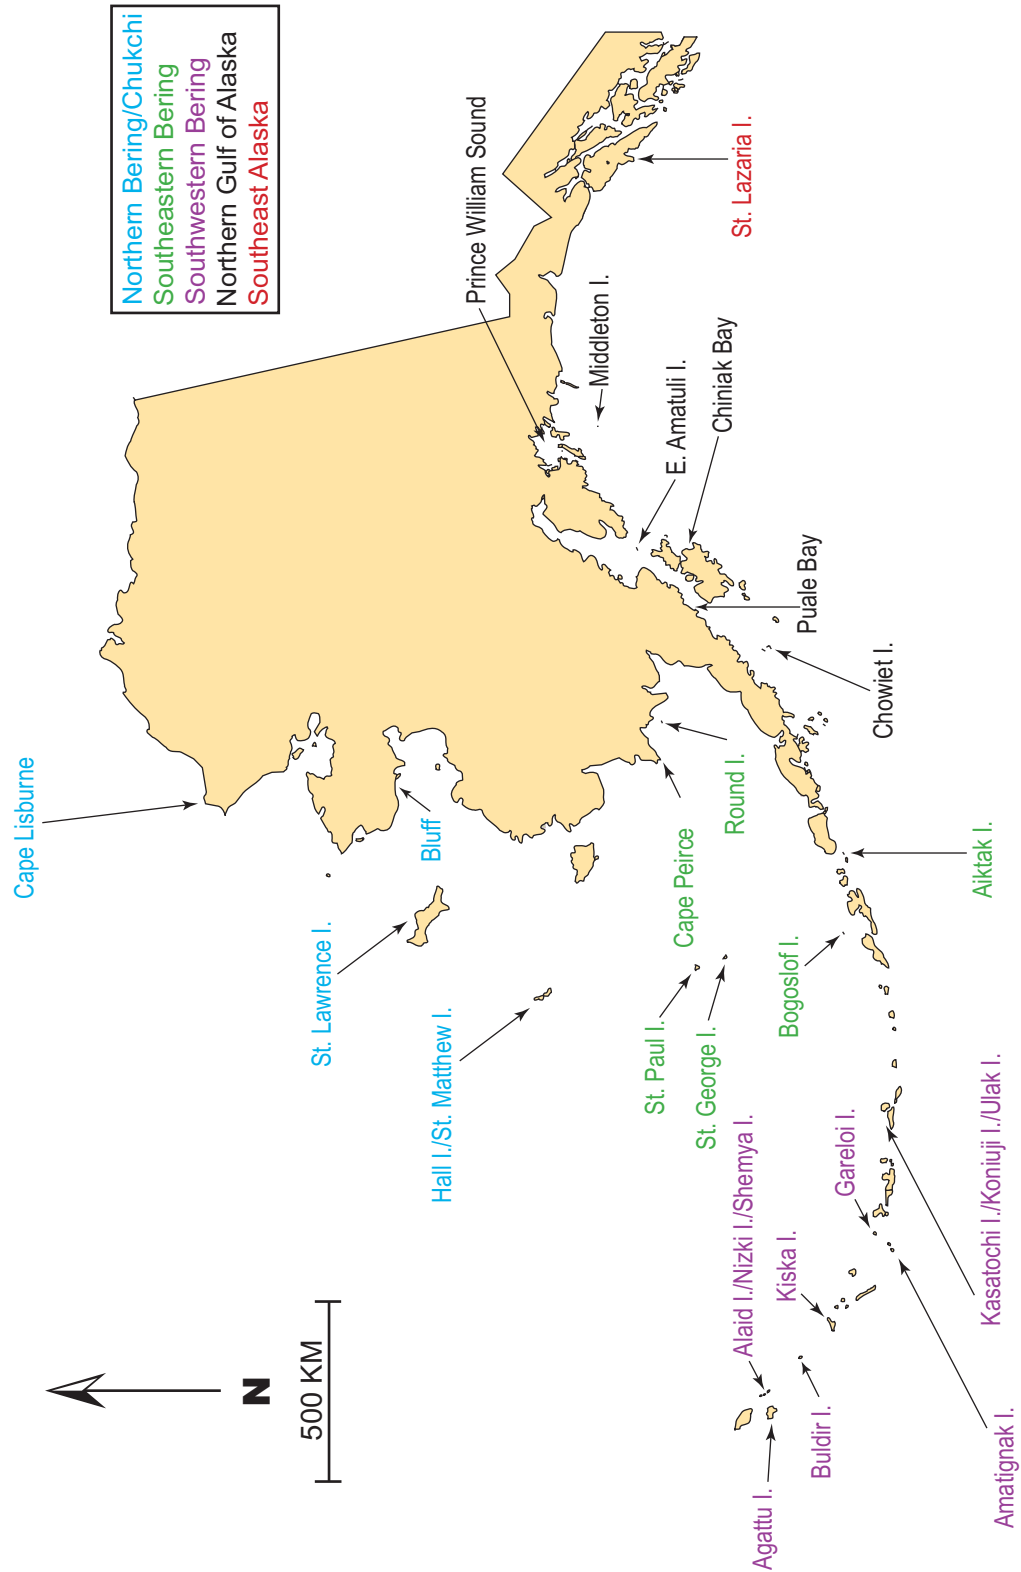 Northern Bering/Chukchi
Southeastern Bering
Southwestern Bering
Northern Gulf of Alaska
Southeast Alaska
N
500 KM
Cape Lisburne
St. Lawrence I.
Bluff
Hall I./St. Matthew I.
St. Paul I.
Cape Peirce
St. George I.
Round I.
Bogoslof I.
Aiktak I.
Prince William Sound
Middleton I.
E. Amatuli I.
Chiniak Bay
Puale Bay
Chowiet I.
St. Lazaria I.
Alaid I./Nizki I./Shemya I.
Kiska I.
Gareloi I.
Agattu I.
Buldir I.
Kasatochi I./Koniuji I./Ulak I.
Amatignak I.